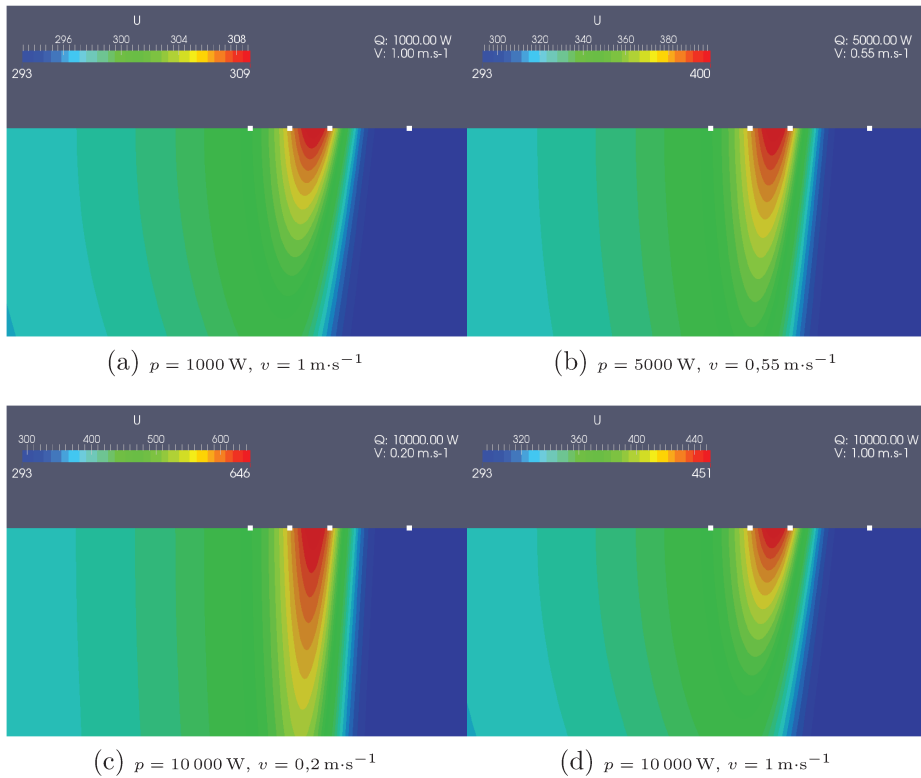 U
296 300 304 308
293 309
Q: 1000.00 W
V: 1.00 m.s-1
(a) p = 1000 W, v = 1 m·s−1
U
300 320 340 360 380
293 400
Q: 5000.00 W
V: 0.55 m.s-1
(b) p = 5000 W, v = 0,55 m·s−1
U
300 400 500 600
293 646
Q: 10000.00 W
V: 0.20 m.s-1
(c) p = 10 000 W, v = 0,2 m·s−1
U
320 360 400 440
293 451
Q: 10000.00 W
V: 1.00 m.s-1
(d) p = 10 000 W, v = 1 m·s−1